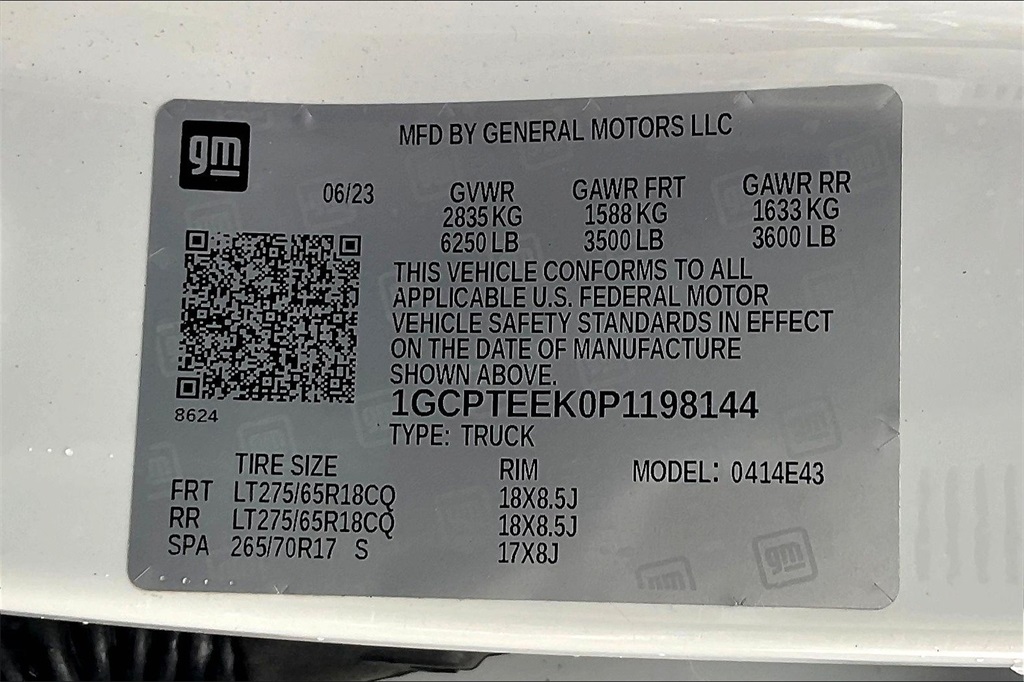 gm
MFD BY GENERAL MOTORS LLC
06/23 GVWR GAWR FRT GAWR RR
2835 KG 1588 KG 1633 KG
6250 LB 3500 LB 3600 LB
THIS VEHICLE CONFORMS TO ALL
APPLICABLE U.S. FEDERAL MOTOR
VEHICLE SAFETY STANDARDS IN EFFECT
ON THE DATE OF MANUFACTURE
SHOWN ABOVE.
8624
1GCPTEEK0P1198144
TYPE: TRUCK
TIRE SIZE RIM MODEL: 0414E43
FRT LT275/65R18CQ 18X8.5J
RR LT275/65R18CQ 18X8.5J
SPA 265/70R17 S 17X8J
gm
gm